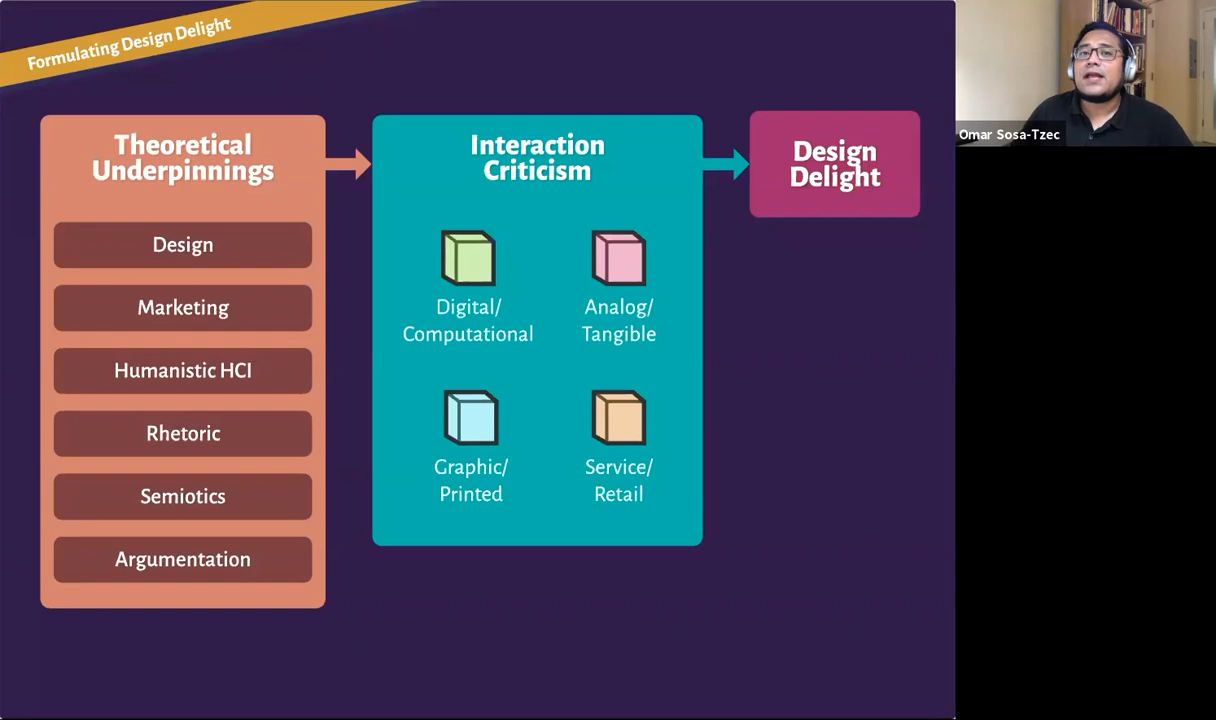 Formulating Design Delight
Theoretical
Underpinnings
Design
Marketing
Humanistic HCI
Rhetoric
Semiotics
Argumentation
Interaction
Criticism
Digital/
Computational
Analog/
Tangible
Graphic/
Printed
Service/
Retail
Design
Delight
Omar Sosa-Tzec